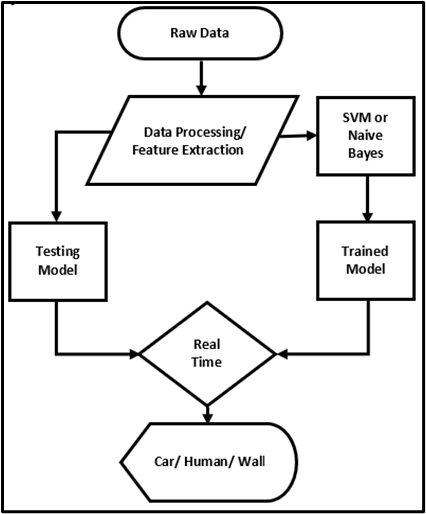 Raw Data
Data Processing/
Feature Extraction
SVM or
Naive
Bayes
Testing
Model
Trained
Model
Real
Time
Car/ Human/ Wall